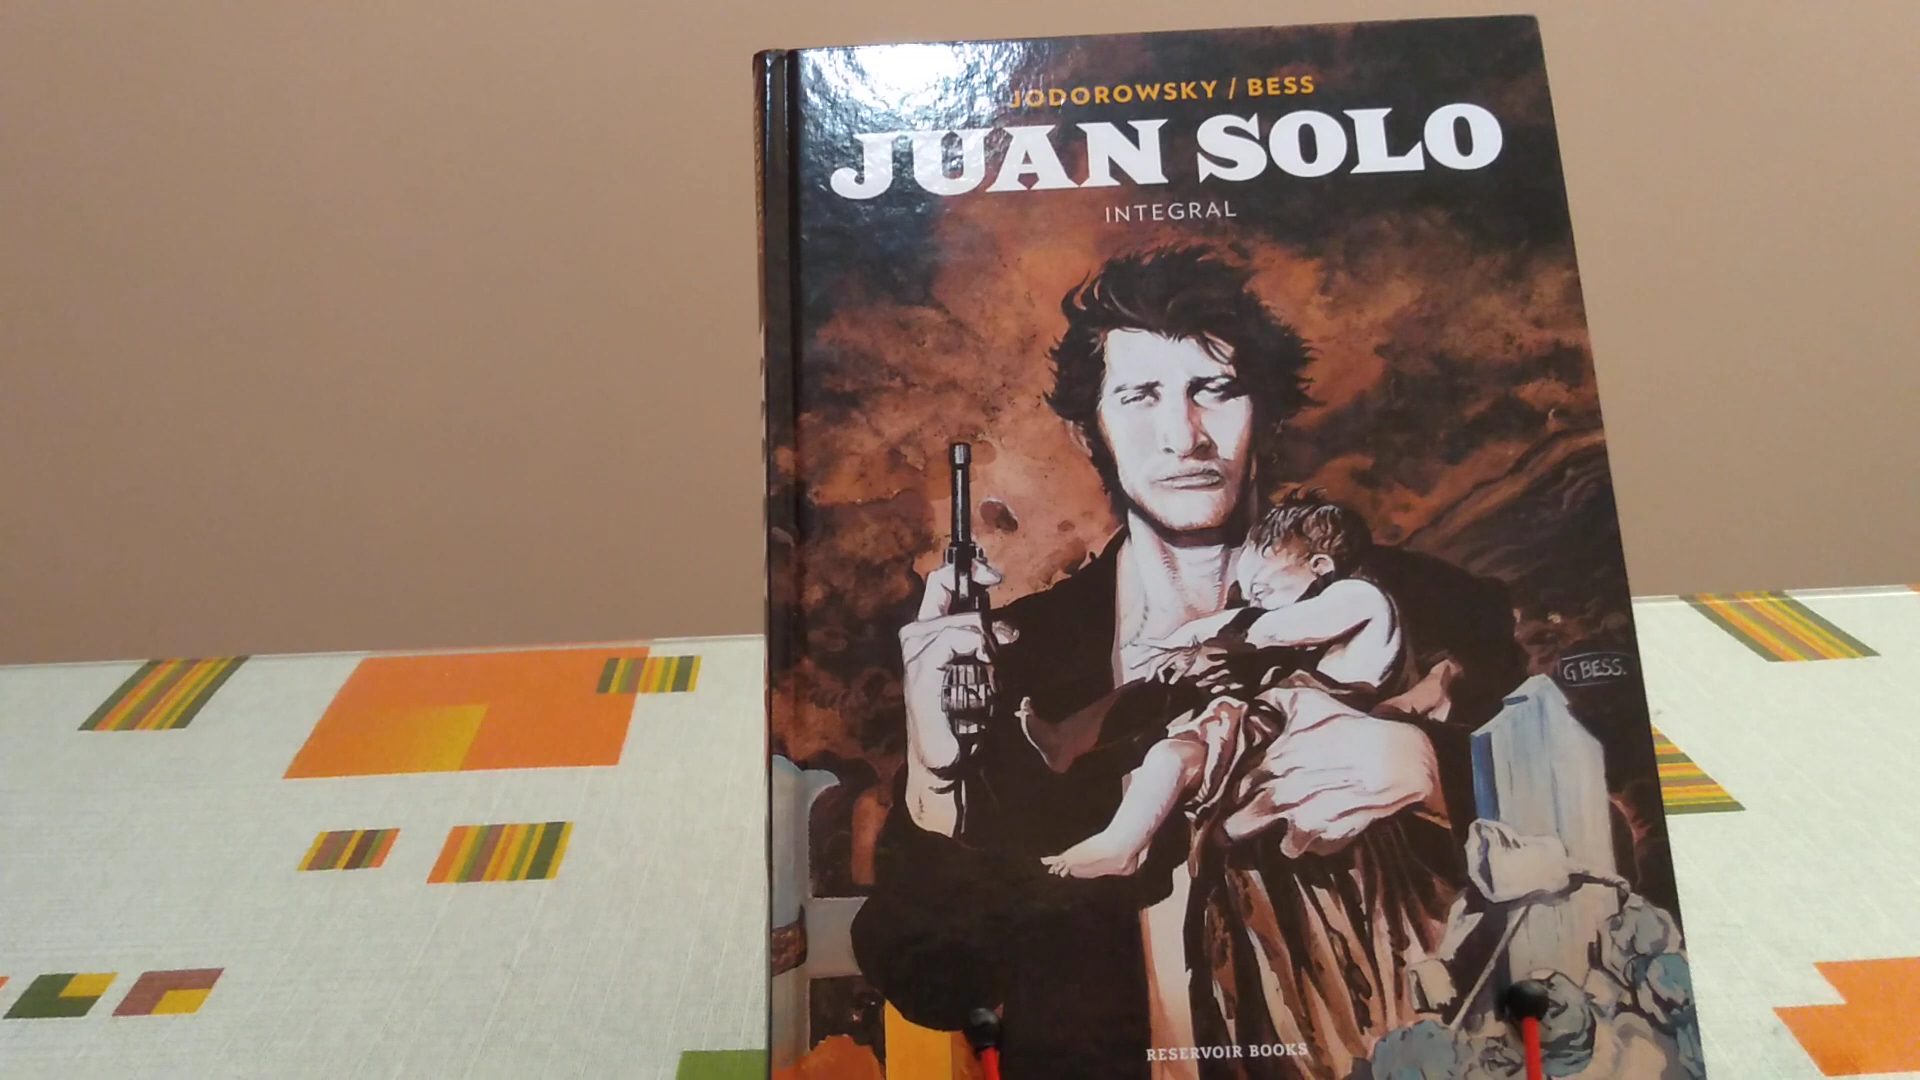 JODOROWSKY / BESS
JUAN SOLO
INTEGRAL
G BESS.
RESERVOIR BOOKS